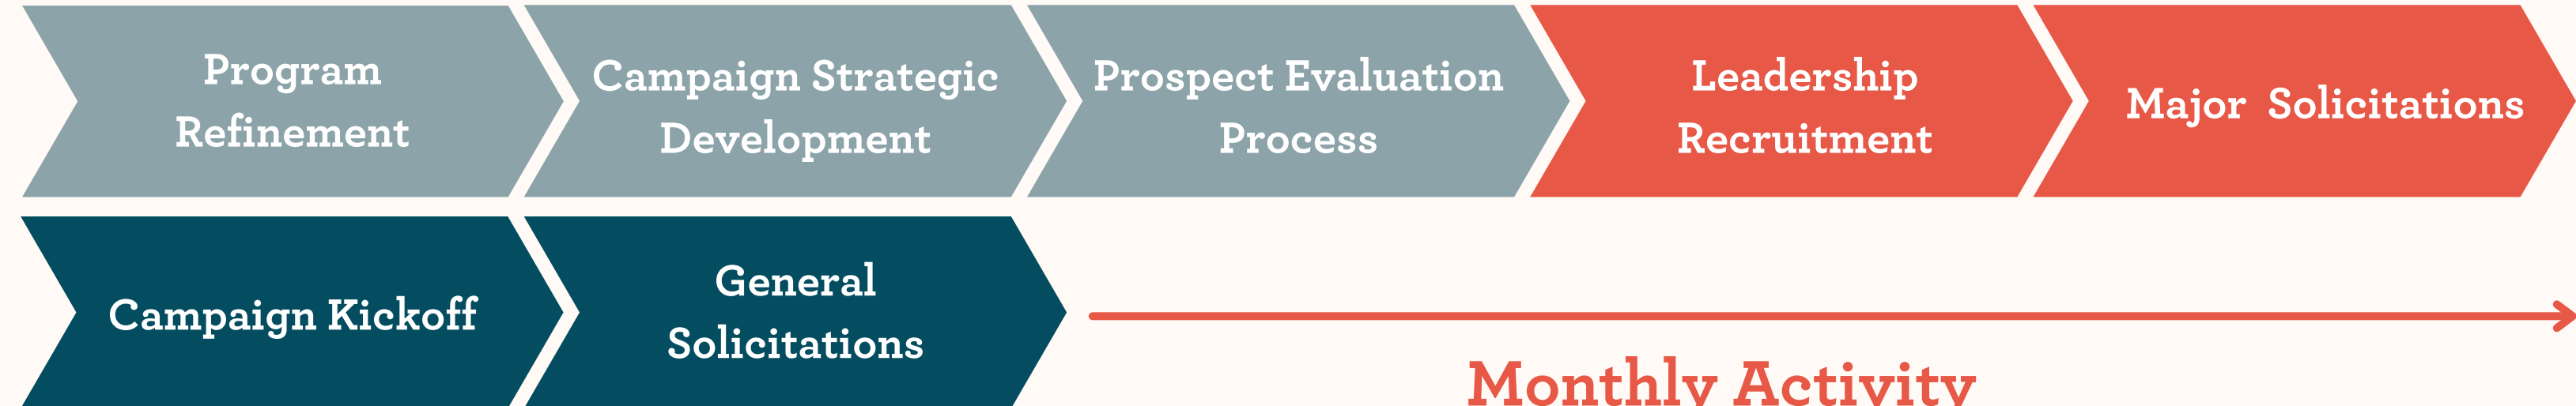 Program
Refinement
Campaign Strategic
Development
Prospect Evaluation
Process
Leadership
Recruitment
Major  Solicitations
Campaign Kickoff
General
Solicitations
Monthly Activity